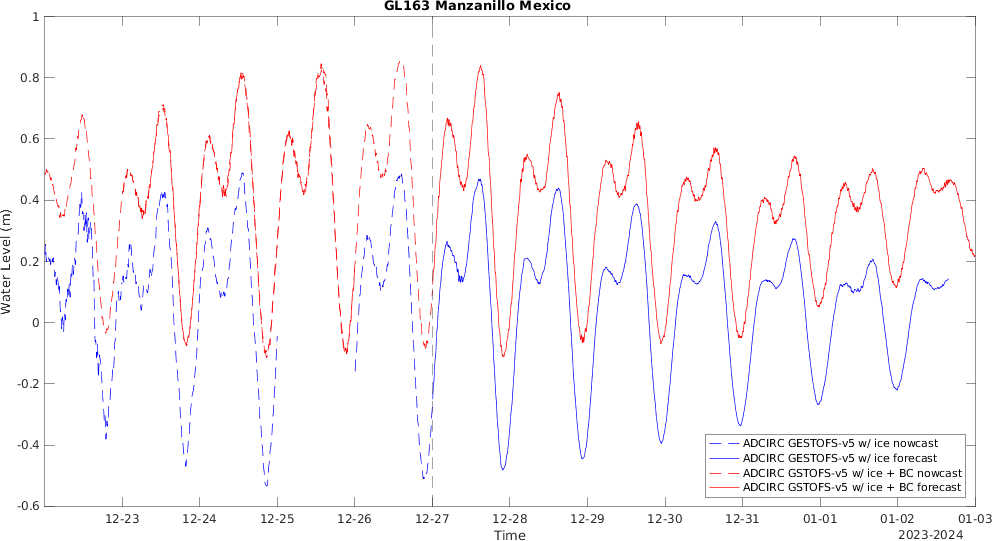 GL163 Manzanillo Mexico
Water Level (m)
1
0.8
0.6
0.4
0.2
0
-0.2
-0.4
-0.6
ADCIRC GESTOFS-v5 w/ ice nowcast
ADCIRC GESTOFS-v5 w/ ice forecast
ADCIRC GSTOFS-v5 w/ ice + BC nowcast
ADCIRC GSTOFS-v5 w/ ice + BC forecast
12-23 12-24 12-25 12-26 12-27 12-28 12-29 12-30 12-31 01-01 01-02 01-03
Time
2023-2024